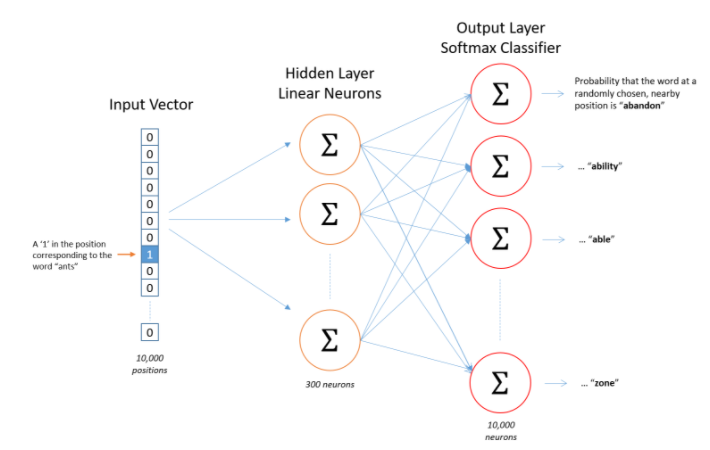 Output Layer
Softmax Classifier
Hidden Layer
Linear Neurons
Input Vector
0
0
0
0
0
0
0
1
0
0
0
A ‘1’ in the position
corresponding to the
word “ants”
10,000
positions
Σ
Σ
Σ
300 neurons
Σ
Σ
Σ
Σ
10,000
neurons
Probability that the word at a
randomly chosen, nearby
position is “abandon”
... “ability”
... “able”
... “zone”